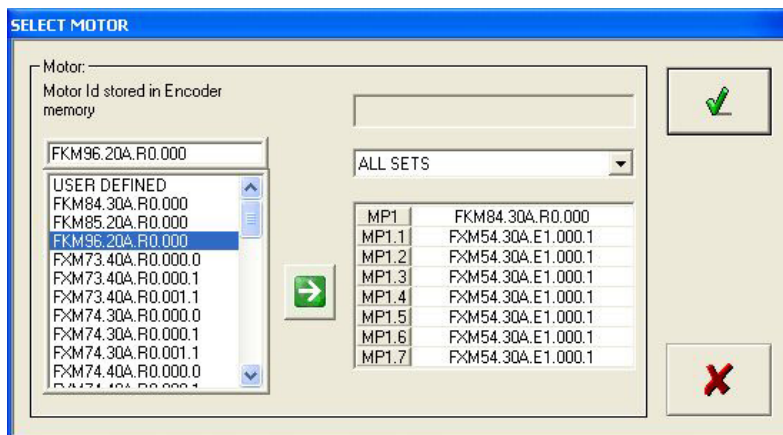 SELECT MOTOR
Motor:
Motor Id stored in Encoder
memory
FKM96.20A.R0.000
USER DEFINED
FKM84.30A.R0.000
FKM85.20A.R0.000
FKM96.20A.R0.000
FXM73.40A.R0.000.0
FXM73.40A.R0.000.1
FXM73.40A.R0.001.1
FXM74.30A.R0.000.0
FXM74.30A.R0.000.1
FXM74.30A.R0.001.1
FXM74.40A.R0.000.0
ALL SETS
MP1 FKM84.30A.R0.000
MP1.1 FXM54.30A.E1.000.1
MP1.2 FXM54.30A.E1.000.1
MP1.3 FXM54.30A.E1.000.1
MP1.4 FXM54.30A.E1.000.1
MP1.5 FXM54.30A.E1.000.1
MP1.6 FXM54.30A.E1.000.1
MP1.7 FXM54.30A.E1.000.1